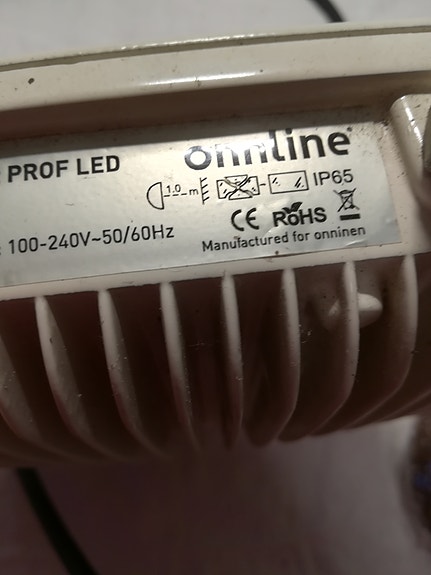 PROF LED
onnline
1.0 m
IP65
100-240V~50/60Hz
CE RoHS
Manufactured for onninen